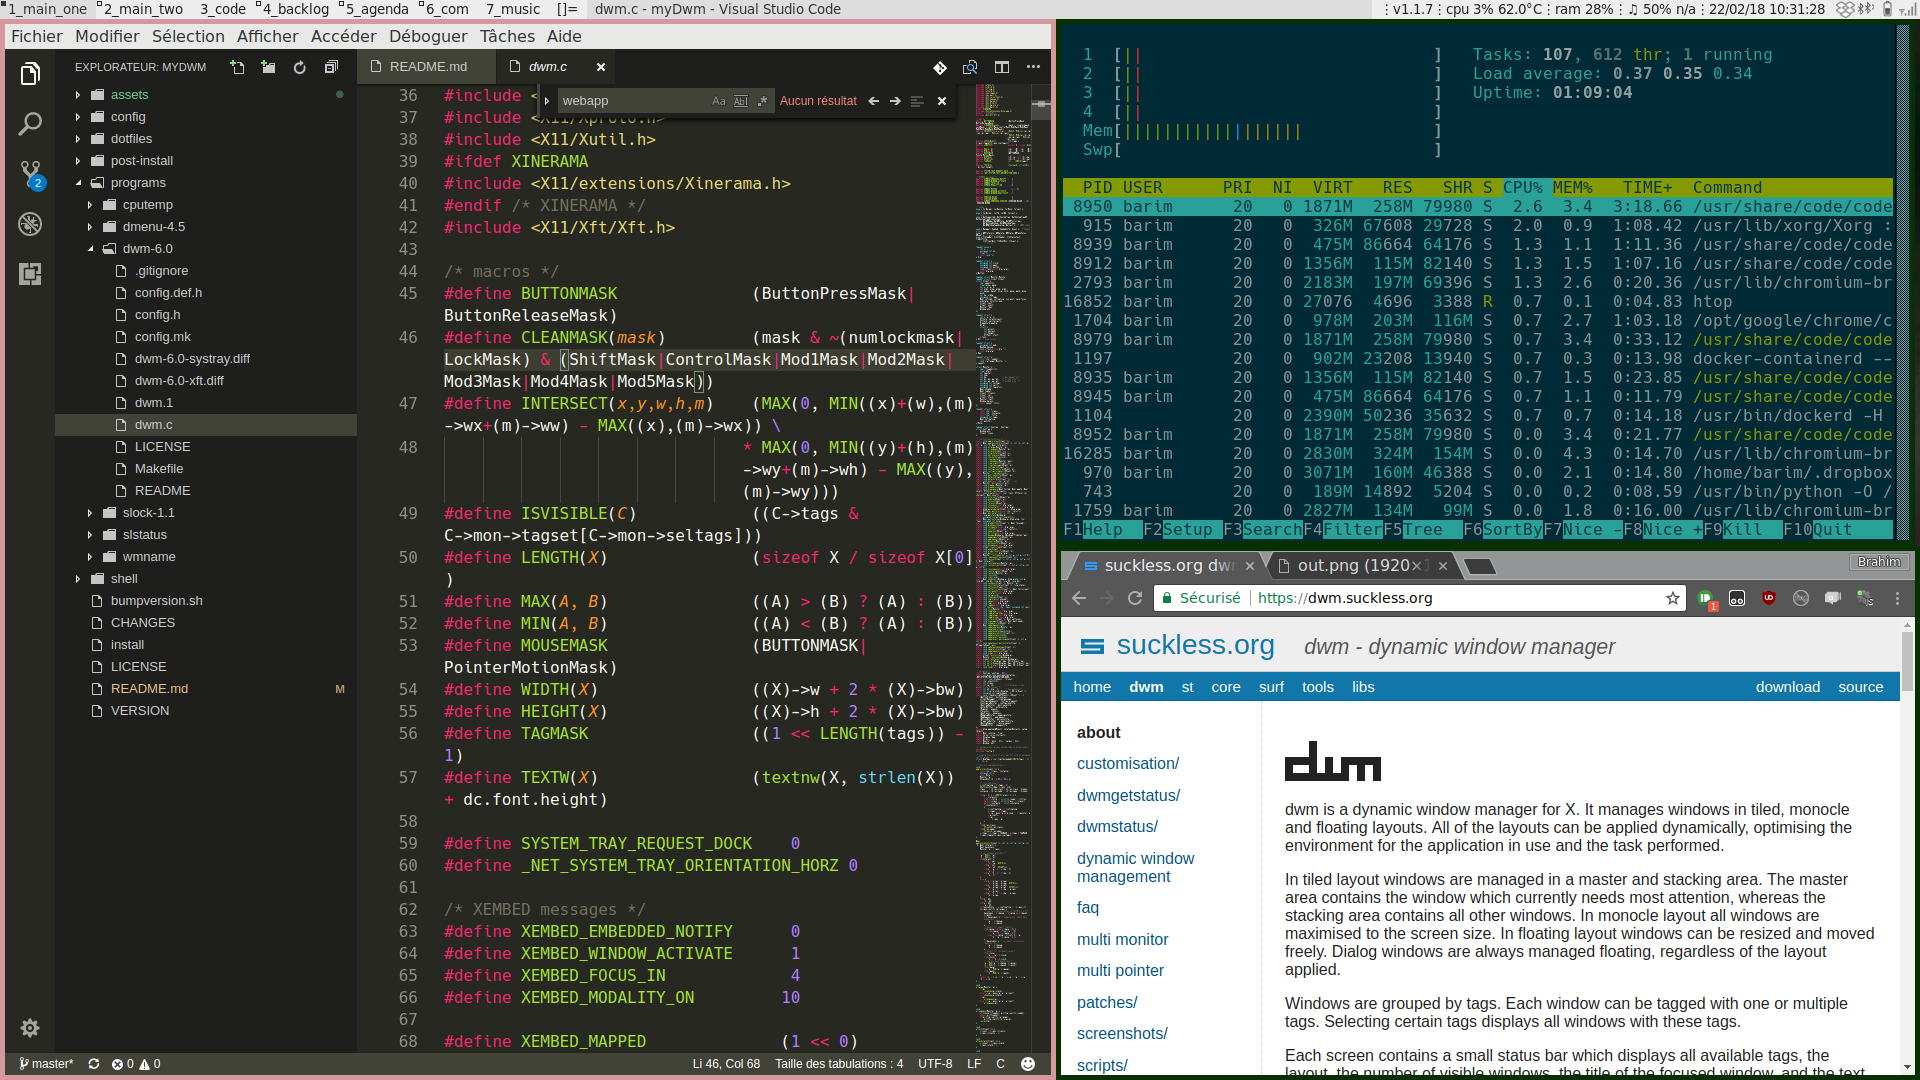 1_main_one 2_main_two 3_code 4_backlog 5_agenda 6_com 7_music []= dwm.c - myDwm - Visual Studio Code
v1.1.7 cpu 3% 62.0°C ram 28% ♫ 50% n/a 22/02/18 10:31:28
Fichier Modifier Sélection Afficher Accéder Déboguer Tâches Aide
EXPLORATEUR: MYDWM
assets
config
dotfiles
post-install
programs
cputemp
dmenu-4.5
dwm-6.0
.gitignore
config.def.h
config.h
config.mk
dwm-6.0-systray.diff
dwm-6.0-xft.diff
dwm.1
dwm.c
LICENSE
Makefile
README
slock-1.1
slstatus
wmname
shell
bumpversion.sh
CHANGES
install
LICENSE
README.md M
VERSION
2
README.md dwm.c
webapp Aa Abl .* Aucun résultat
36 #include <
37 #include <X11/Xproto.h>
38 #include <X11/Xutil.h>
39 #ifdef XINERAMA
40 #include <X11/extensions/Xinerama.h>
41 #endif /* XINERAMA */
42 #include <X11/Xft/Xft.h>
43
44 /* macros */
45 #define BUTTONMASK (ButtonPressMask|
ButtonReleaseMask)
46 #define CLEANMASK(mask) (mask & ~(numlockmask|
LockMask) & (ShiftMask|ControlMask|Mod1Mask|Mod2Mask|
Mod3Mask|Mod4Mask|Mod5Mask))
47 #define INTERSECT(x,y,w,h,m) (MAX(0, MIN((x)+(w),(m)
->wx+(m)->ww) - MAX((x),(m)->wx)) \
48 * MAX(0, MIN((y)+(h),(m)
->wy+(m)->wh) - MAX((y),
(m)->wy)))
49 #define ISVISIBLE(C) ((C->tags &
C->mon->tagset[C->mon->seltags]))
50 #define LENGTH(X) (sizeof X / sizeof X[0]
)
51 #define MAX(A, B) ((A) > (B) ? (A) : (B))
52 #define MIN(A, B) ((A) < (B) ? (A) : (B))
53 #define MOUSEMASK (BUTTONMASK|
PointerMotionMask)
54 #define WIDTH(X) ((X)->w + 2 * (X)->bw)
55 #define HEIGHT(X) ((X)->h + 2 * (X)->bw)
56 #define TAGMASK ((1 << LENGTH(tags)) -
1)
57 #define TEXTW(X) (textnw(X, strlen(X))
+ dc.font.height)
58
59 #define SYSTEM_TRAY_REQUEST_DOCK 0
60 #define _NET_SYSTEM_TRAY_ORIENTATION_HORZ 0
61
62 /* XEMBED messages */
63 #define XEMBED_EMBEDDED_NOTIFY 0
64 #define XEMBED_WINDOW_ACTIVATE 1
65 #define XEMBED_FOCUS_IN 4
66 #define XEMBED_MODALITY_ON 10
67
68 #define XEMBED_MAPPED (1 << 0)
master* 0 0 Li 46, Col 68 Taille des tabulations : 4 UTF-8 LF C
1 [|| ] Tasks: 107, 612 thr; 1 running
2 [|| ] Load average: 0.37 0.35 0.34
3 [|| ] Uptime: 01:09:04
4 [|| ]
Mem[|||||||||||||||||| ]
Swp[ ]
PID USER PRI NI VIRT RES SHR S CPU% MEM% TIME+ Command
8950 barim 20 0 1871M 258M 79980 S 2.6 3.4 3:18.66 /usr/share/code/code
915 barim 20 0 326M 67608 29728 S 2.0 0.9 1:08.42 /usr/lib/xorg/Xorg :
8939 barim 20 0 475M 86664 64176 S 1.3 1.1 1:11.36 /usr/share/code/code
8912 barim 20 0 1356M 115M 82140 S 1.3 1.5 1:07.16 /usr/share/code/code
2793 barim 20 0 2183M 197M 69396 S 1.3 2.6 0:20.36 /usr/lib/chromium-br
16852 barim 20 0 27076 4696 3388 R 0.7 0.1 0:04.83 htop
1704 barim 20 0 978M 203M 116M S 0.7 2.7 1:03.18 /opt/google/chrome/c
8979 barim 20 0 1871M 258M 79980 S 0.7 3.4 0:33.12 /usr/share/code/code
1197 20 0 902M 23208 13940 S 0.7 0.3 0:13.98 docker-containerd --
8935 barim 20 0 1356M 115M 82140 S 0.7 1.5 0:23.85 /usr/share/code/code
8945 barim 20 0 475M 86664 64176 S 0.7 1.1 0:11.79 /usr/share/code/code
1104 20 0 2390M 50236 35632 S 0.7 0.7 0:14.18 /usr/bin/dockerd -H
8952 barim 20 0 1871M 258M 79980 S 0.0 3.4 0:21.77 /usr/share/code/code
16285 barim 20 0 2830M 324M 154M S 0.0 4.3 0:14.70 /usr/lib/chromium-br
970 barim 20 0 3071M 160M 46388 S 0.0 2.1 0:14.80 /home/barim/.dropbox
743 20 0 189M 14892 5204 S 0.0 0.2 0:08.59 /usr/bin/python -O /
1759 barim 20 0 2827M 134M 99M S 0.0 1.8 0:16.00 /usr/lib/chromium-br
F1Help F2Setup F3SearchF4FilterF5Tree F6SortByF7Nice -F8Nice +F9Kill F10Quit
suckless.org dw out.png (1920×1 Brahim
Sécurisé https://dwm.suckless.org 1
suckless.org dwm - dynamic window manager
home dwm st core surf tools libs download source
about
customisation/
dwmgetstatus/
dwmstatus/
dynamic window
management
faq
multi monitor
multi pointer
patches/
screenshots/
scripts/
dwm
dwm is a dynamic window manager for X. It manages windows in tiled, monocle
and floating layouts. All of the layouts can be applied dynamically, optimising the
environment for the application in use and the task performed.
In tiled layout windows are managed in a master and stacking area. The master
area contains the window which currently needs most attention, whereas the
stacking area contains all other windows. In monocle layout all windows are
maximised to the screen size. In floating layout windows can be resized and moved
freely. Dialog windows are always managed floating, regardless of the layout
applied.
Windows are grouped by tags. Each window can be tagged with one or multiple
tags. Selecting certain tags displays all windows with these tags.
Each screen contains a small status bar which displays all available tags, the
layout, the number of visible windows, the title of the focused window, and the text